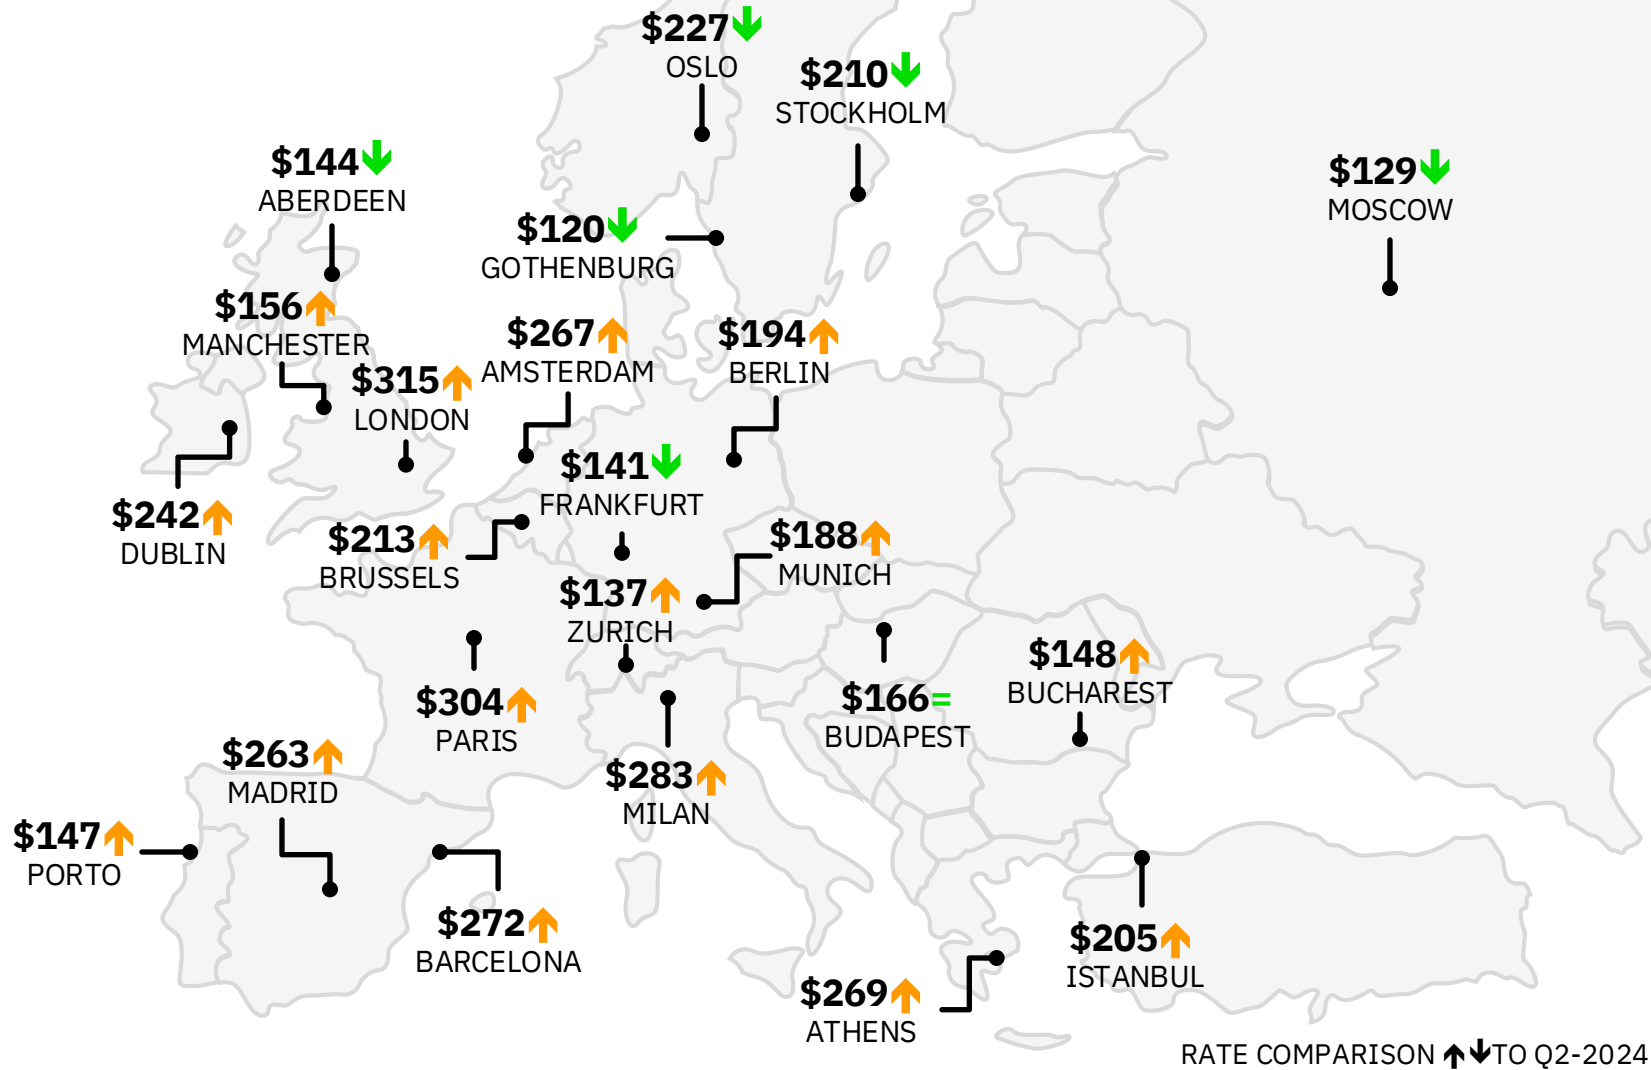 $227
OSLO
$210
STOCKHOLM
$144
ABERDEEN
$129
MOSCOW
$120
GOTHENBURG
$156
MANCHESTER
$267
AMSTERDAM
$194
BERLIN
$315
LONDON
$141
FRANKFURT
$242
DUBLIN
$213
BRUSSELS
$188
MUNICH
$137
ZURICH
$148
BUCHAREST
$304
PARIS
$166=
BUDAPEST
$263
MADRID
$283
MILAN
$147
PORTO
$272
BARCELONA
$205
ISTANBUL
$269
ATHENS
RATE COMPARISON ↑↓TO Q2-2024